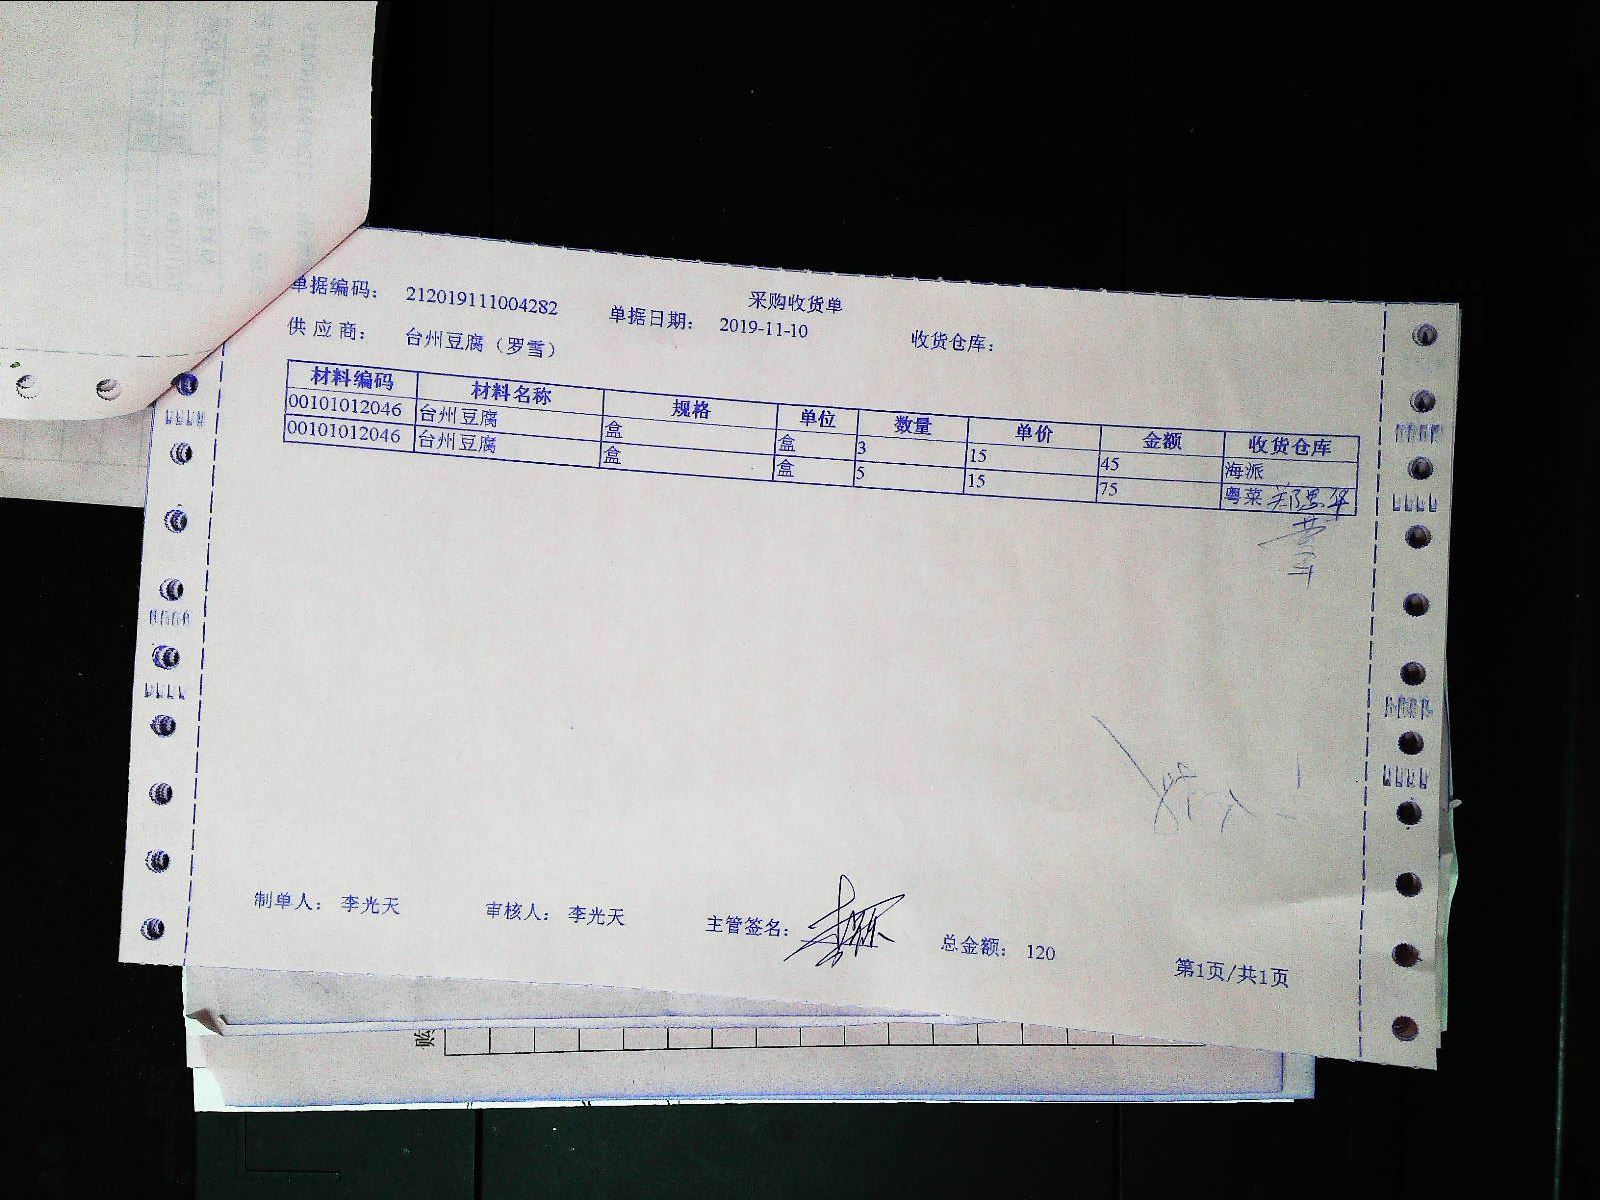 采购收货单
单据编码： 212019111004282 单据日期： 2019-11-10 收货仓库：
供 应 商： 台州豆腐（罗雪）
材料编码 材料名称 规格 单位 数量 单价 金额 收货仓库
00101012046 台州豆腐 盒 盒 3 15 45 海派
00101012046 台州豆腐 盒 盒 5 15 75 粤菜
制单人： 李光天 审核人： 李光天 主管签名： 总金额： 120
第1页/共1页
购